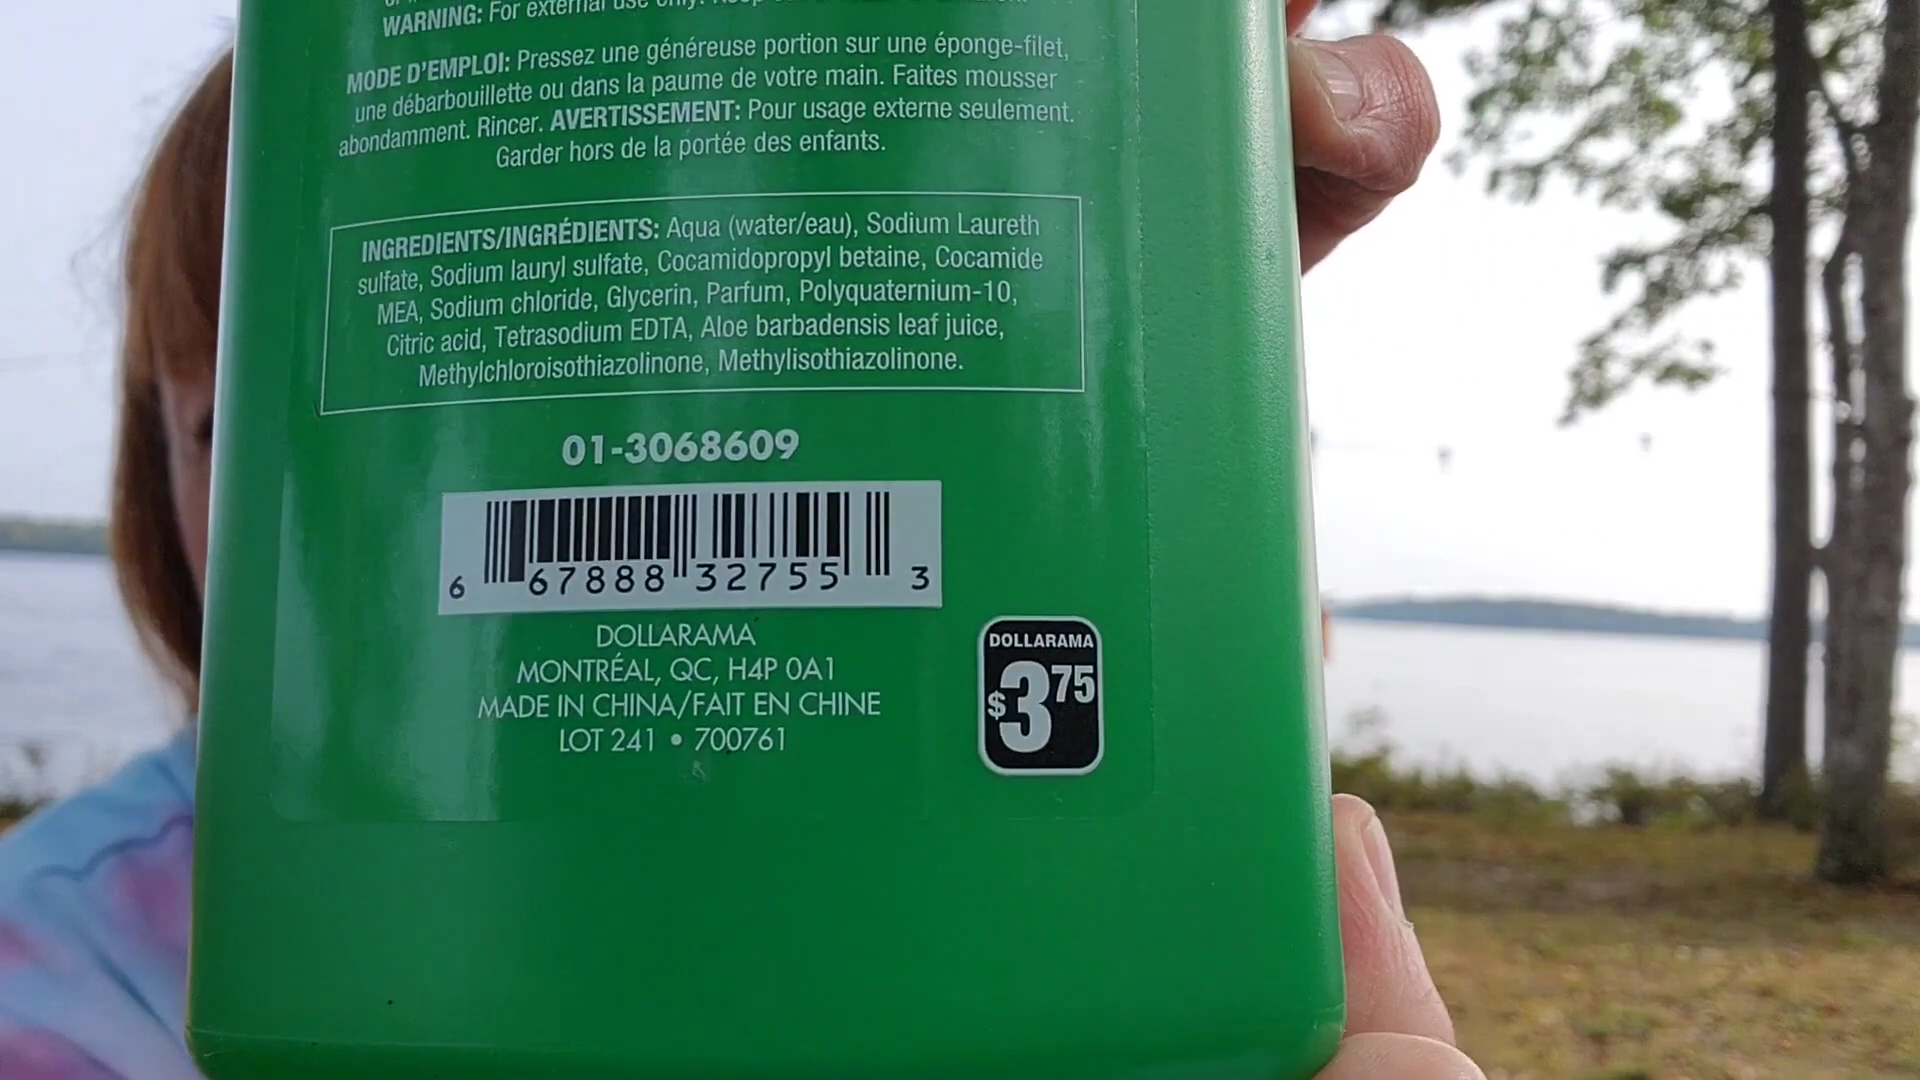 WARNING: For external use only. Keep
MODE D'EMPLOI: Pressez une généreuse portion sur une éponge-filet,
une débarbouillette ou dans la paume de votre main. Faites mousser
abondamment. Rincer. AVERTISSEMENT: Pour usage externe seulement.
Garder hors de la portée des enfants.
INGREDIENTS/INGRÉDIENTS: Aqua (water/eau), Sodium Laureth
sulfate, Sodium lauryl sulfate, Cocamidopropyl betaine, Cocamide
MEA, Sodium chloride, Glycerin, Parfum, Polyquaternium-10,
Citric acid, Tetrasodium EDTA, Aloe barbadensis leaf juice,
Methylchloroisothiazolinone, Methylisothiazolinone.
01-3068609
6 67888 32755 3
DOLLARAMA
MONTRÉAL, QC, H4P 0A1
MADE IN CHINA/FAIT EN CHINE
LOT 241 • 700761
DOLLARAMA
$3.75